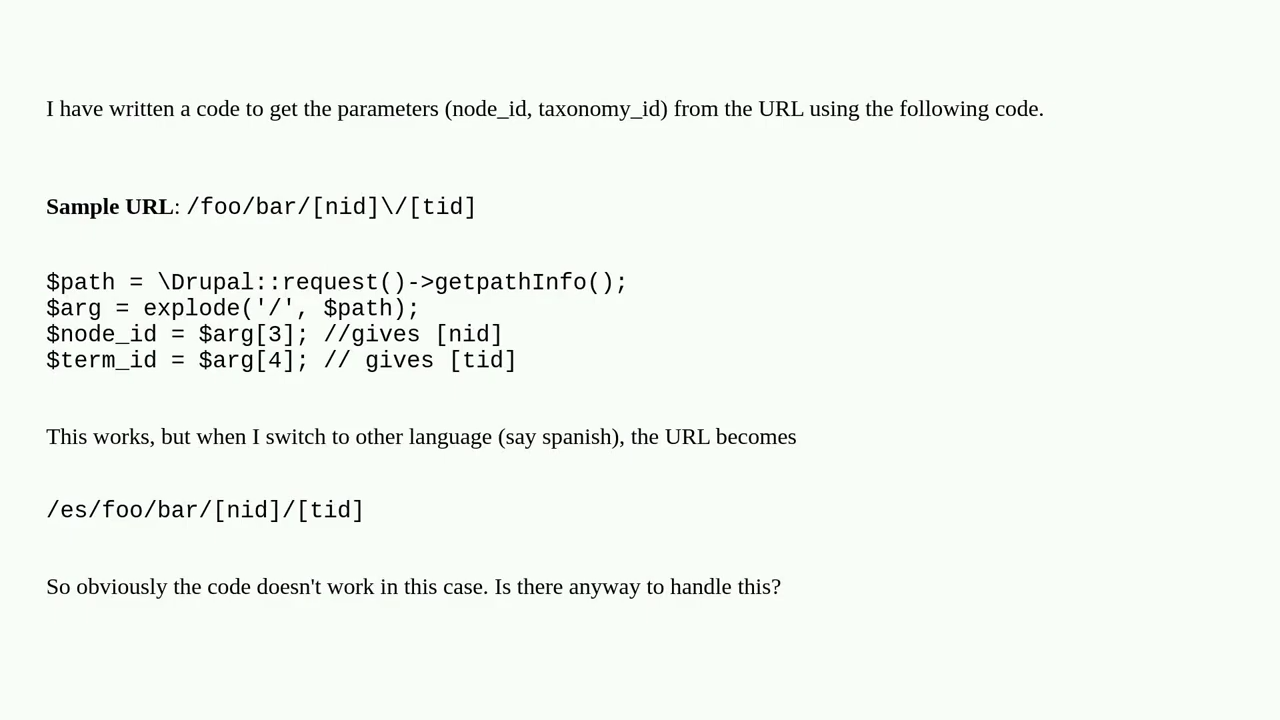 I have written a code to get the parameters (node_id, taxonomy_id) from the URL using the following code.
Sample URL: /foo/bar/[nid]\/[tid]
$path = \Drupal::request()->getpathInfo();
$arg = explode('/', $path);
$node_id = $arg[3]; //gives [nid]
$term_id = $arg[4]; // gives [tid]
This works, but when I switch to other language (say spanish), the URL becomes
/es/foo/bar/[nid]/[tid]
So obviously the code doesn't work in this case. Is there anyway to handle this?